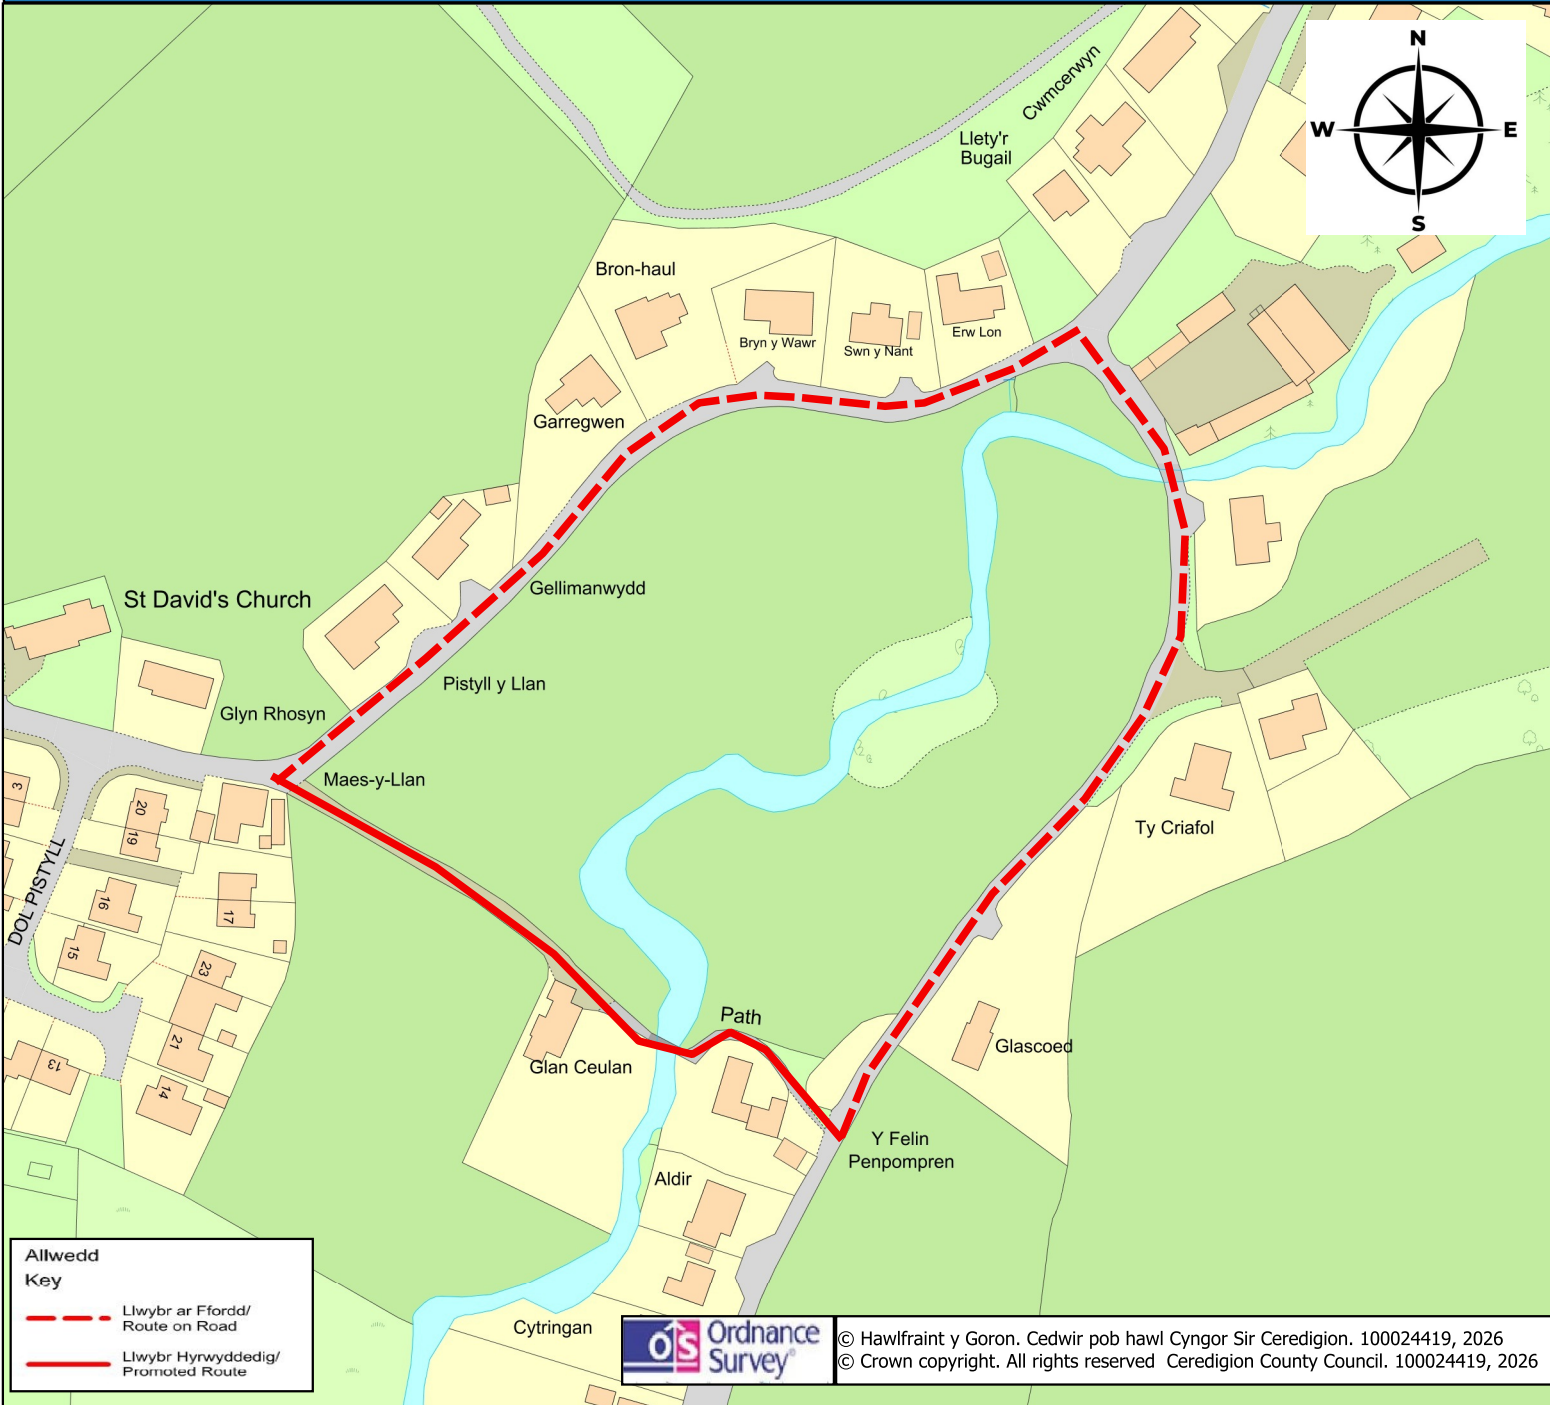 N
W
E
S
Cwmcerwyn
Llety'r
Bugail
Bron-haul
Bryn y Wawr
Swn y Nant
Erw Lon
Garregwen
Gellimanwydd
St David's Church
Pistyll y Llan
Glyn Rhosyn
Maes-y-Llan
3
20
19
DOL PISTYLL
16
17
15
23
21
13
14
Ty Criafol
Path
Glan Ceulan
Glascoed
Y Felin
Penpompren
Aldir
Cytringan
Allwedd
Key
Llwybr ar Ffordd/
Route on Road
Llwybr Hyrwyddedig/
Promoted Route
OS Ordnance
Survey®
© Hawlfraint y Goron. Cedwir pob hawl Cyngor Sir Ceredigion. 100024419, 2026
© Crown copyright. All rights reserved Ceredigion County Council. 100024419, 2026